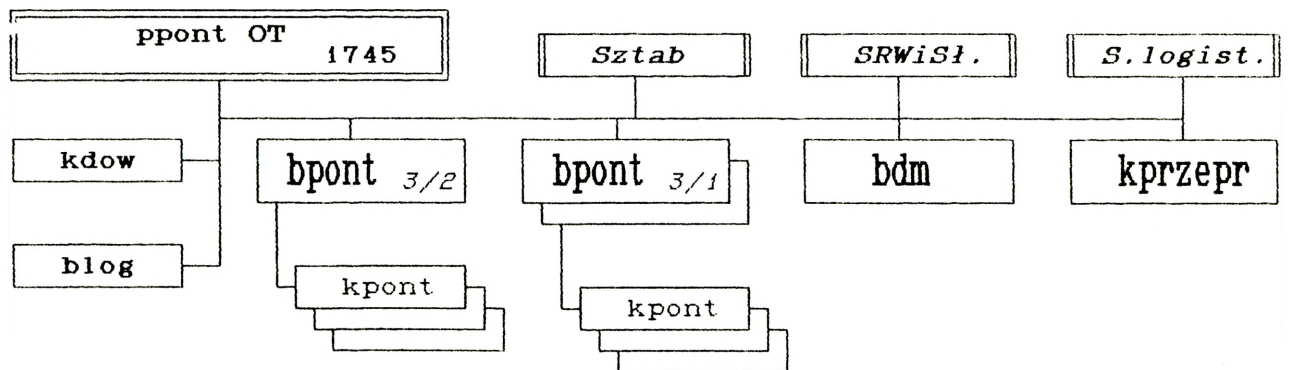 ppont OT
1745
Sztab
SRWiSł.
S.logist.
kdow
bpont 3/2
bpont 3/1
bdm
kprzepr
blog
kpont
kpont